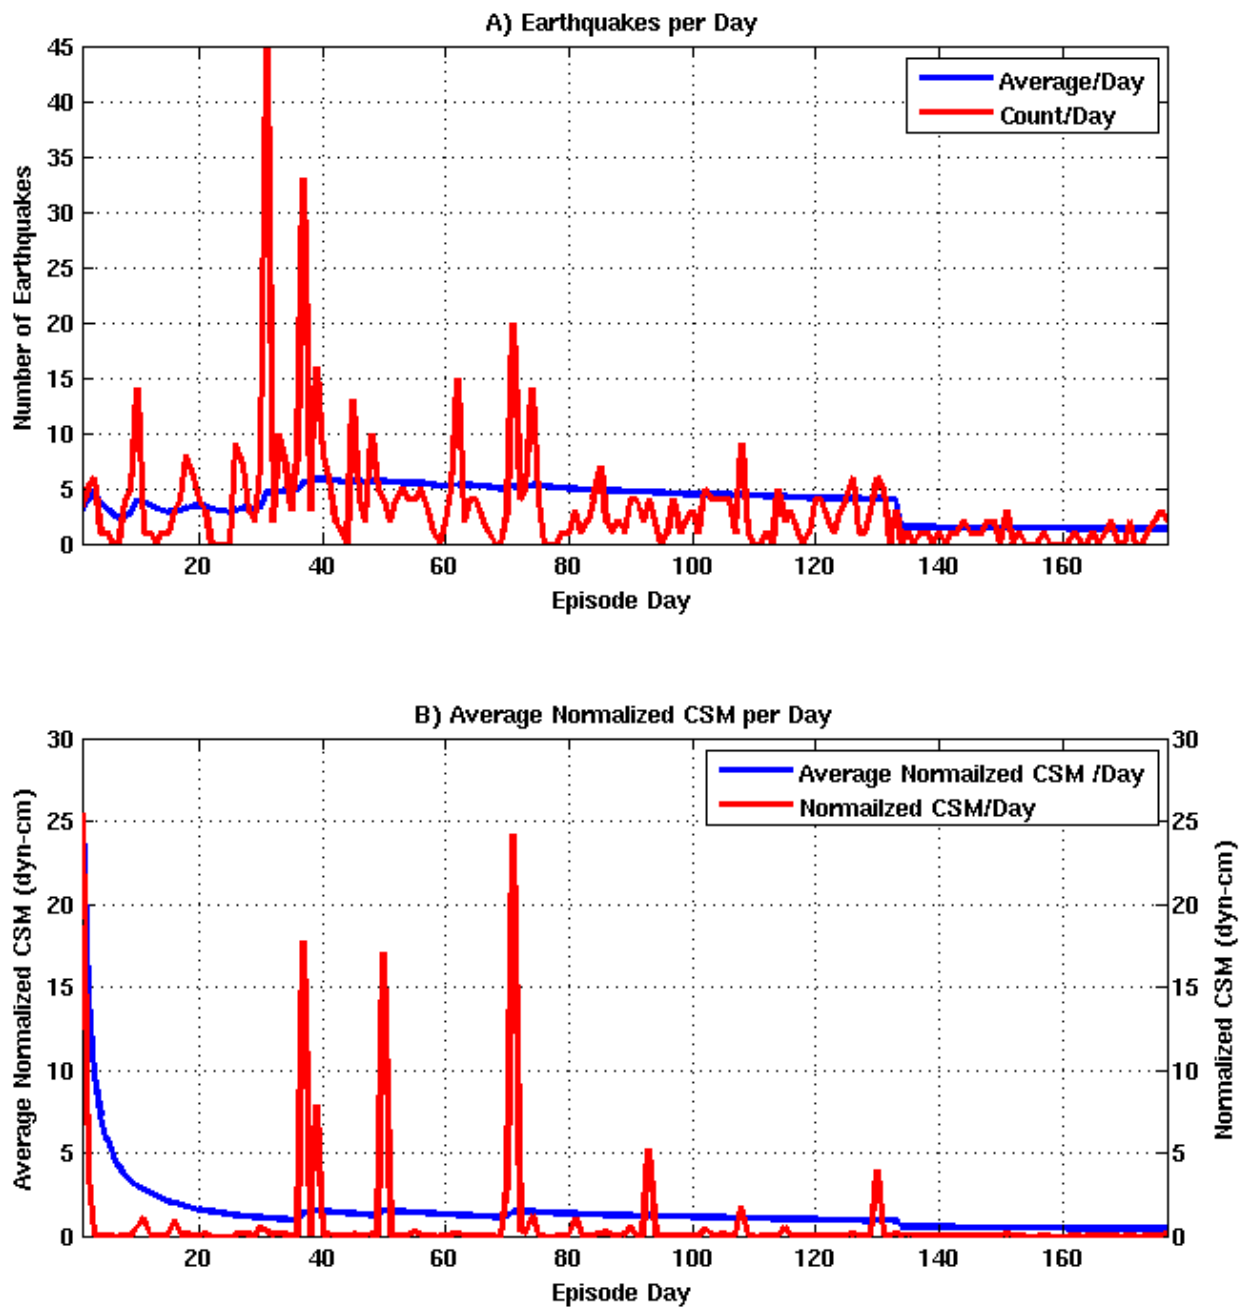 A) Earthquakes per Day
45
40
35
30
25
20
15
10
5
0
Number of Earthquakes
Average/Day
Count/Day
20 40 60 80 100 120 140 160
Episode Day
B) Average Normalized CSM per Day
30 30
25 25
20 20
15 15
10 10
5 5
0 0
Average Normalized CSM (dyn-cm)
Normalized CSM (dyn-cm)
Average Normailzed CSM /Day
Normailzed CSM/Day
20 40 60 80 100 120 140 160
Episode Day